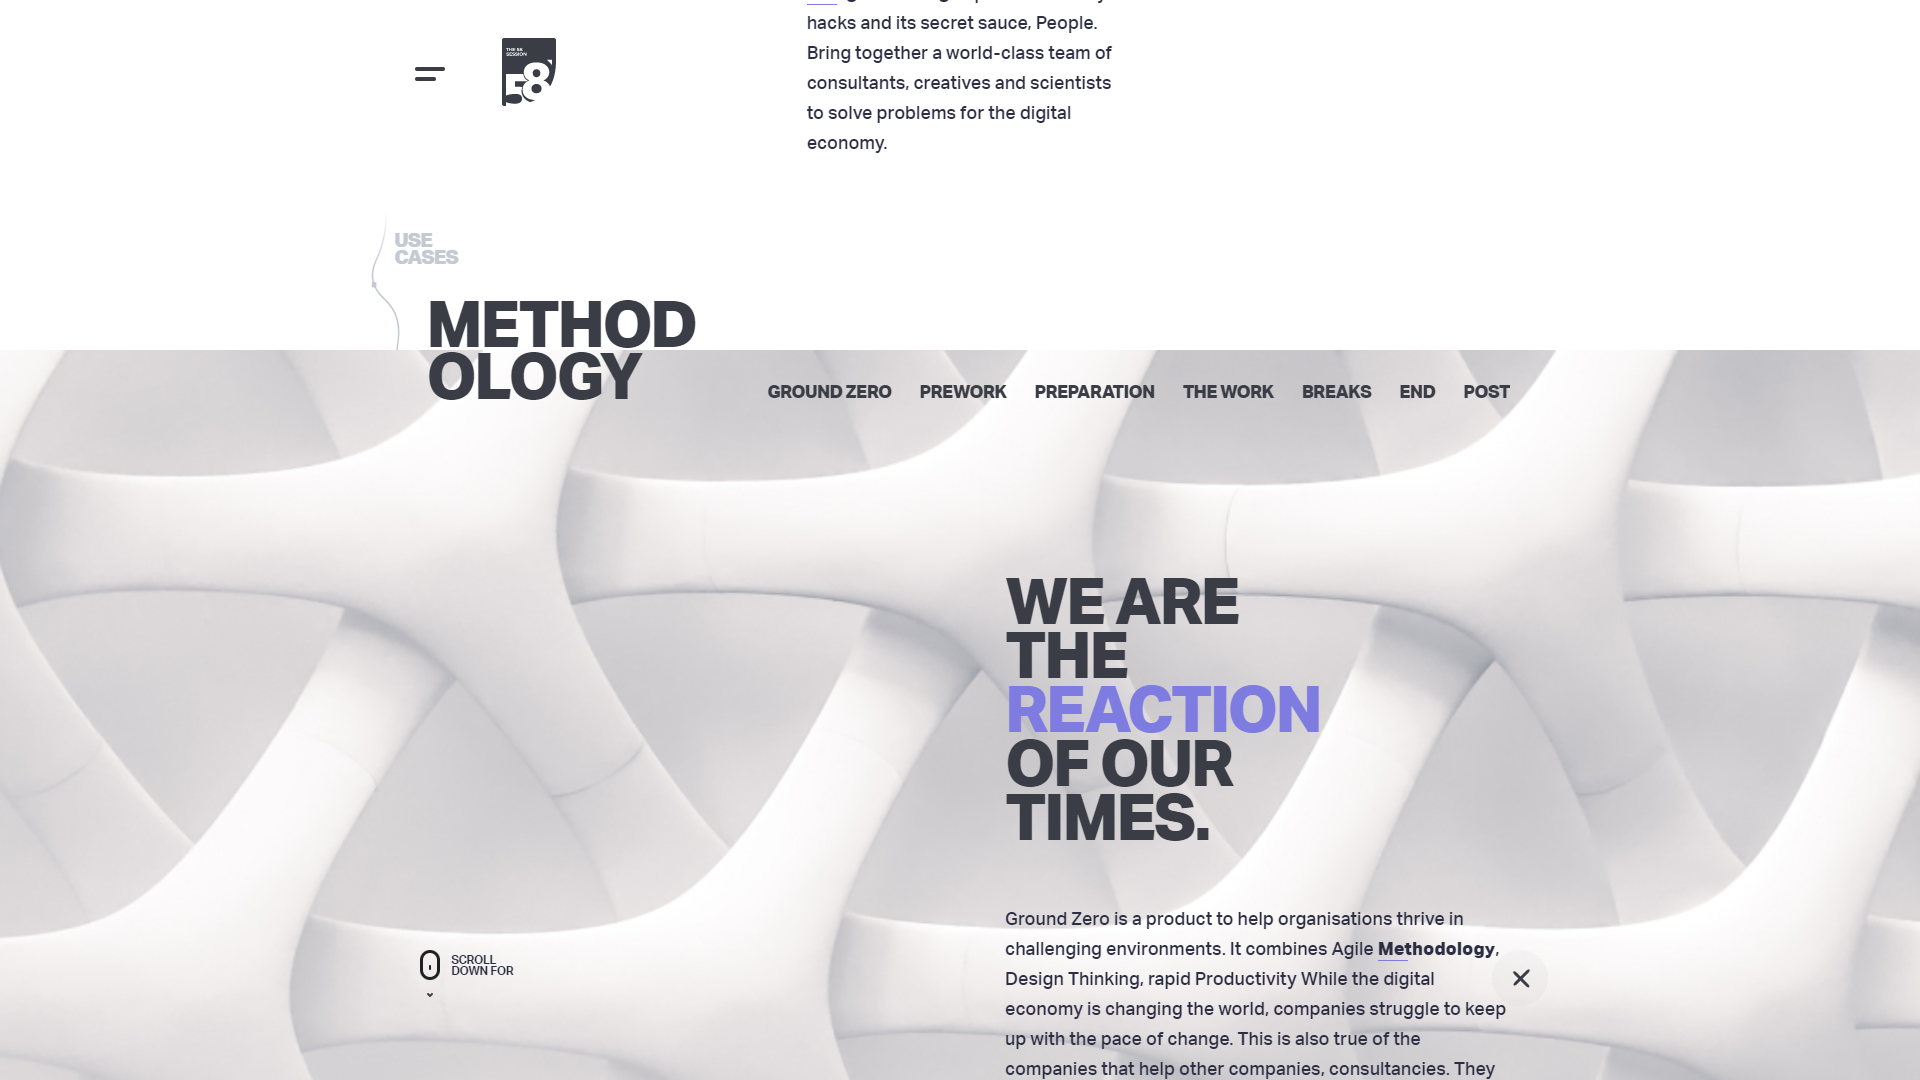 hacks and its secret sauce, People.
Bring together a world-class team of
consultants, creatives and scientists
to solve problems for the digital
economy.
THE 58
SESSION
58
USE
CASES
METHOD
OLOGY
GROUND ZERO PREWORK PREPARATION THE WORK BREAKS END POST
WE ARE
THE
REACTION
OF OUR
TIMES.
Ground Zero is a product to help organisations thrive in
challenging environments. It combines Agile Methodology,
Design Thinking, rapid Productivity While the digital
economy is changing the world, companies struggle to keep
up with the pace of change. This is also true of the
companies that help other companies, consultancies. They
SCROLL
DOWN FOR